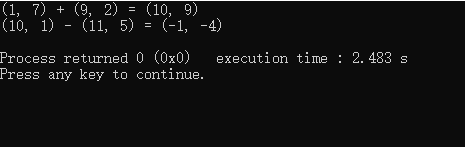 (1, 7) + (9, 2) = (10, 9)
(10, 1) - (11, 5) = (-1, -4)
Process returned 0 (0x0)   execution time : 2.483 s
Press any key to continue.